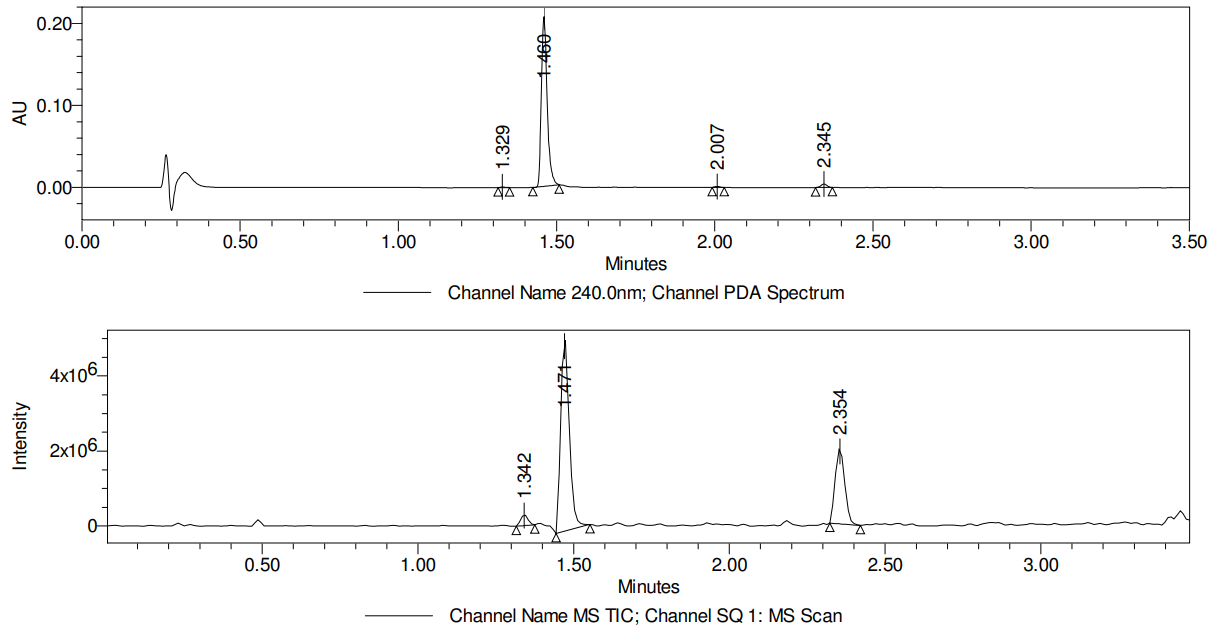 0.20
1.460
AU
0.10
1.329
2.007
2.345
0.00
0.00 0.50 1.00 1.50 2.00 2.50 3.00 3.50
Minutes
Channel Name 240.0nm; Channel PDA Spectrum
4x10⁶
1.471
2.354
Intensity
2x10⁶
1.342
0
0.50 1.00 1.50 2.00 2.50 3.00
Minutes
Channel Name MS TIC; Channel SQ 1: MS Scan